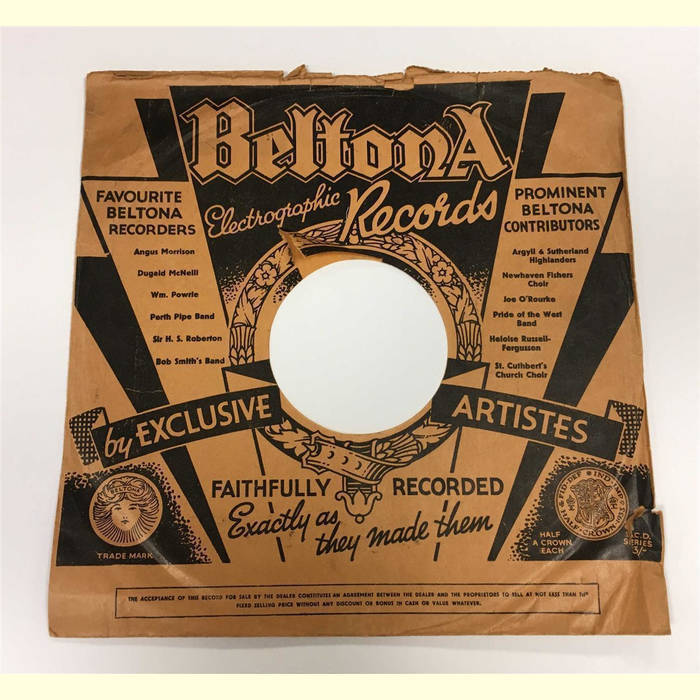 Beltona
Electrographic Records
FAVOURITE
BELTONA
RECORDERS
Angus Morrison
Dugald McNeill
Wm. Powrie
Perth Pipe Band
Sir H. S. Roberton
Bob Smith's Band
PROMINENT
BELTONA
CONTRIBUTORS
Argyll & Sutherland
Highlanders
Newhaven Fishers
Choir
Joe O'Rourke
Pride of the West
Band
Heloise Russell-
Fergusson
St. Cuthbert's
Church Choir
by EXCLUSIVE ARTISTES
FAITHFULLY RECORDED
Exactly as
they made them
BELTONA
TRADE MARK
HALF-CROWN
HALF
A CROWN
EACH
SERIES
3/-
THE ACCEPTANCE OF THIS RECORD FOR SALE BY THE DEALER CONSTITUTES AN AGREEMENT BETWEEN THE DEALER AND THE PROPRIETORS TO SELL AT NOT LESS THAN THE
FIXED SELLING PRICE WITHOUT ANY DISCOUNT OR BONUS IN CASH OR VALUE WHATEVER.